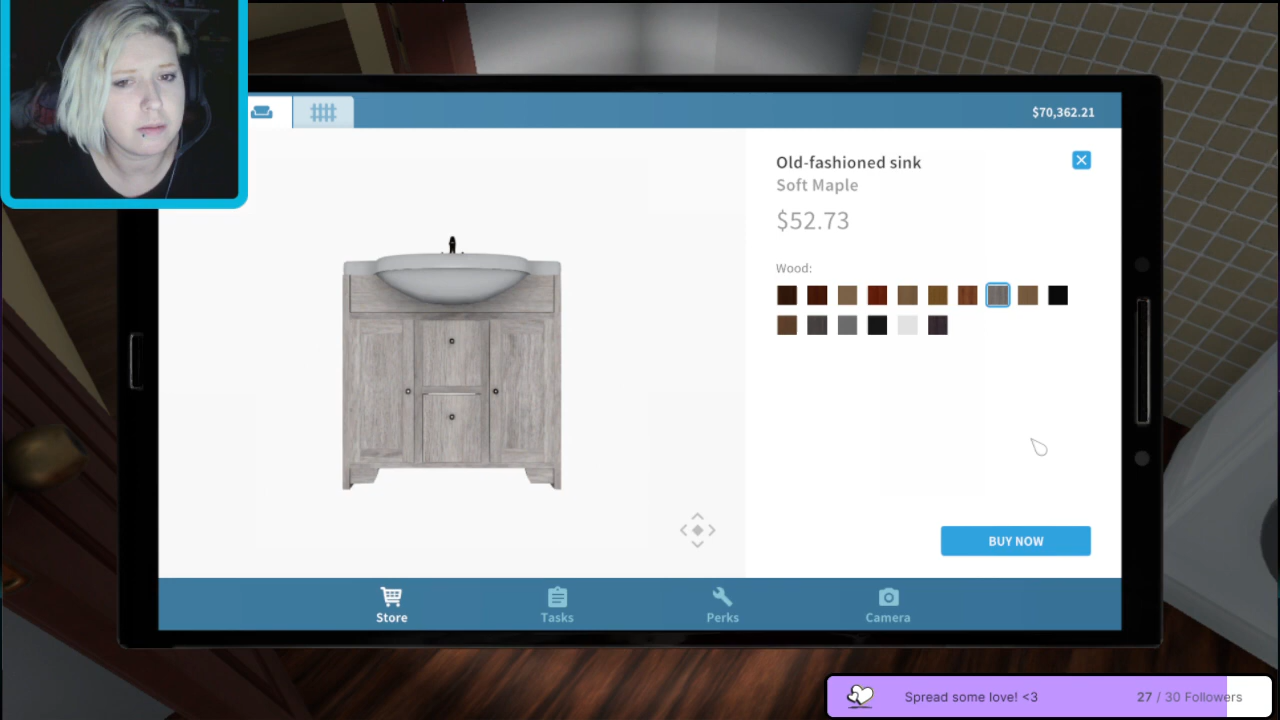 $70,362.21
Old-fashioned sink
Soft Maple
$52.73
Wood:
BUY NOW
Store
Tasks
Perks
Camera
Spread some love! <3
27 / 30 Followers